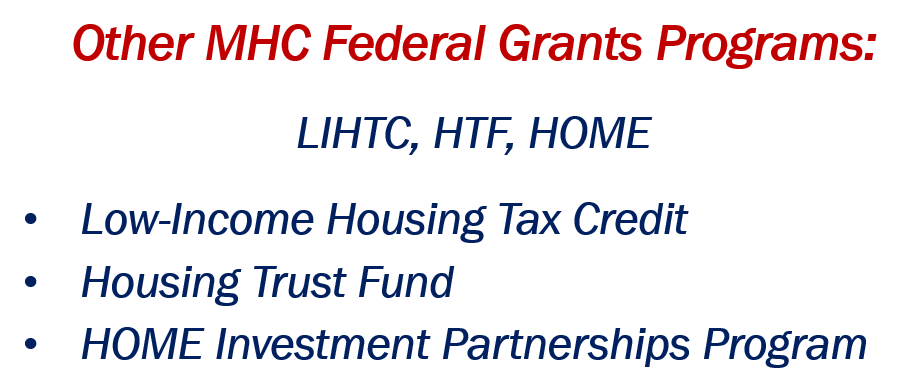 Other MHC Federal Grants Programs:
LIHTC, HTF, HOME
• Low-Income Housing Tax Credit
• Housing Trust Fund
• HOME Investment Partnerships Program